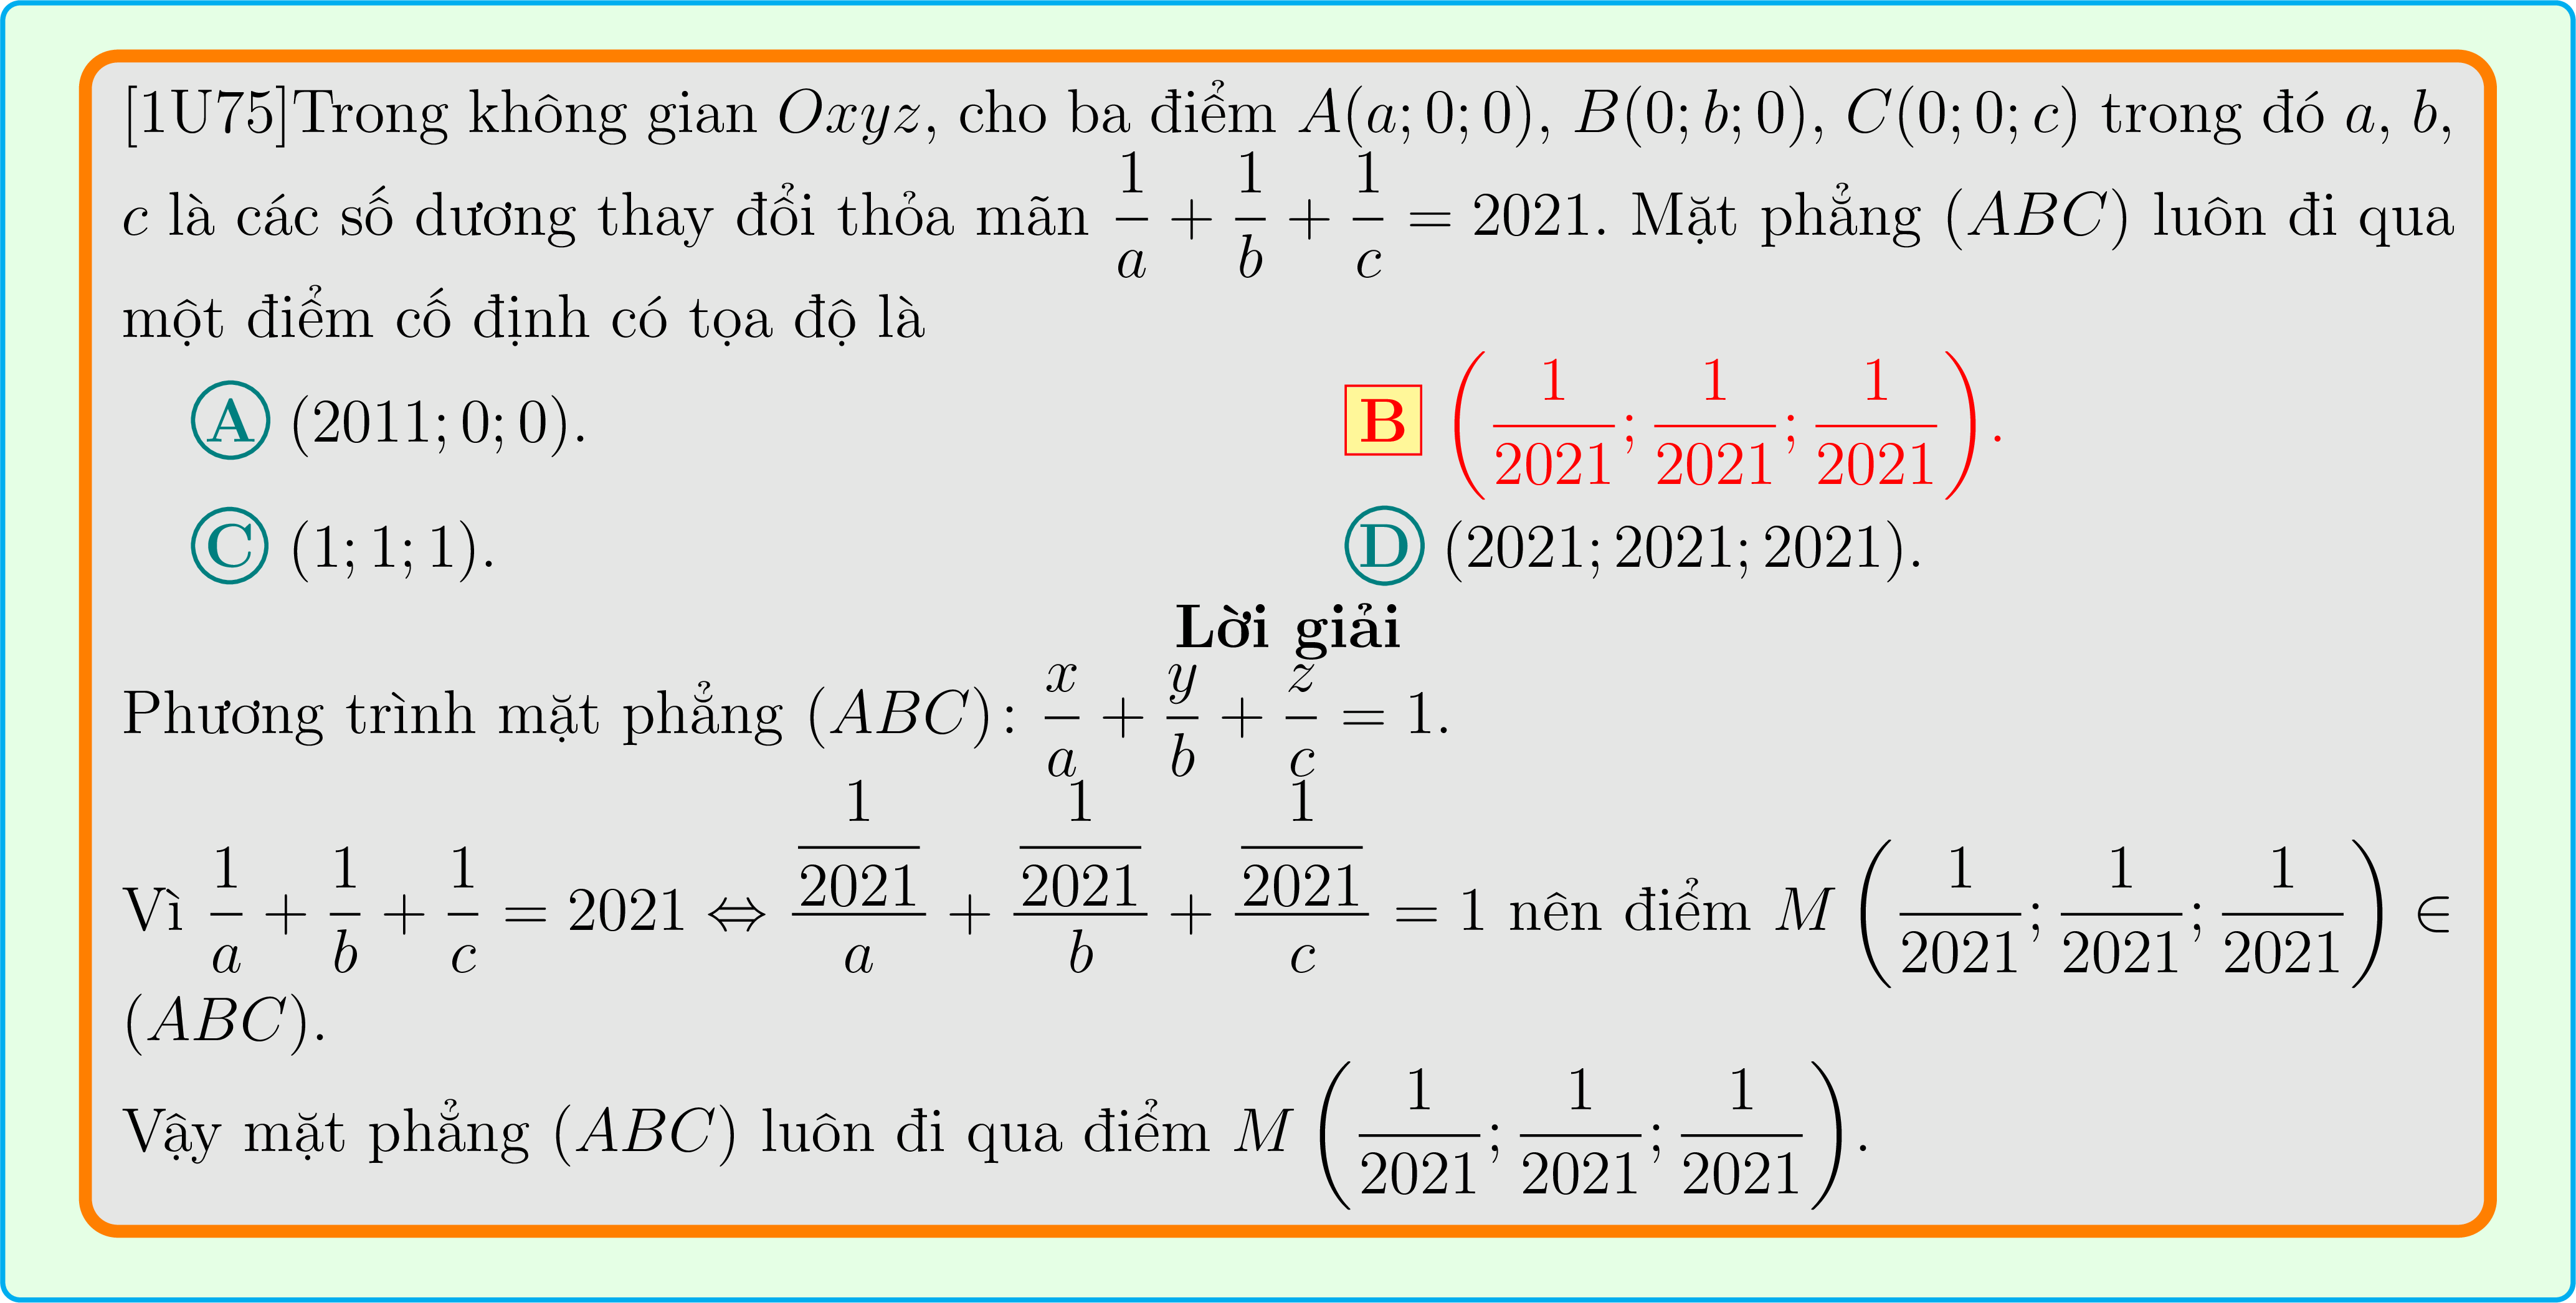 [1U75]Trong không gian Oxyz, cho ba điểm A(a; 0; 0), B(0; b; 0), C(0; 0; c) trong đó a, b,
c là các số dương thay đổi thỏa mãn \frac{1}{a} + \frac{1}{b} + \frac{1}{c} = 2021. Mặt phẳng (ABC) luôn đi qua
một điểm cố định có tọa độ là
A (2011; 0; 0). B \left(\frac{1}{2021}; \frac{1}{2021}; \frac{1}{2021}\right).
C (1; 1; 1). D (2021; 2021; 2021).
Lời giải
Phương trình mặt phẳng (ABC): \frac{x}{a} + \frac{y}{b} + \frac{z}{c} = 1.
Vì \frac{1}{a} + \frac{1}{b} + \frac{1}{c} = 2021 ⇔ \frac{\frac{1}{2021}}{a} + \frac{\frac{1}{2021}}{b} + \frac{\frac{1}{2021}}{c} = 1 nên điểm M \left(\frac{1}{2021}; \frac{1}{2021}; \frac{1}{2021}\right) ∈
(ABC).
Vậy mặt phẳng (ABC) luôn đi qua điểm M \left(\frac{1}{2021}; \frac{1}{2021}; \frac{1}{2021}\right).